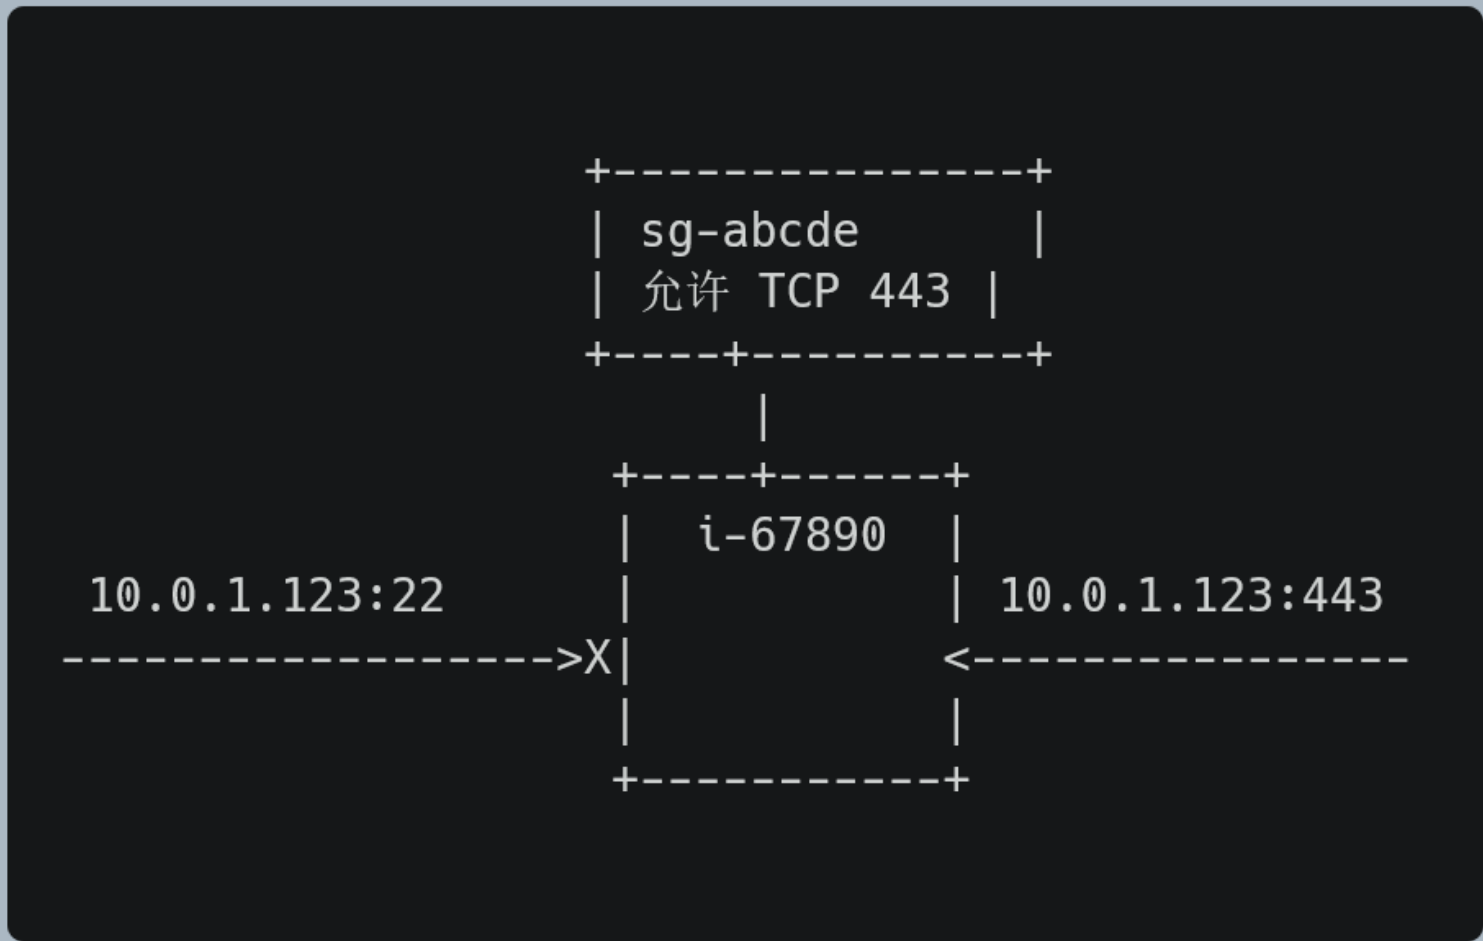 +---------------+
| sg-abcde      |
| 允许 TCP 443 |
+----+----------+
|
+----+------+
|  i-67890  |
10.0.1.123:22 | | 10.0.1.123:443
------------------>X| <----------------
| |
+-----------+